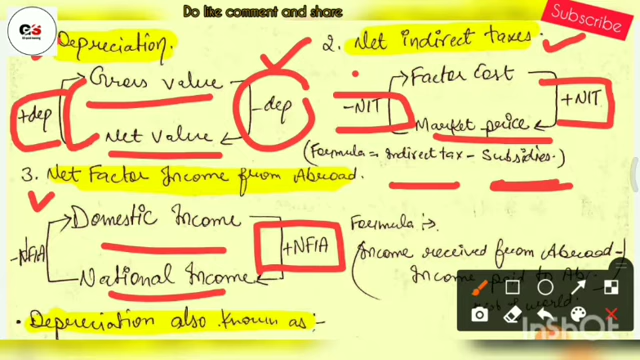 Do like comment and share
Subscribe
Depreciation
Gross value
+dep
-dep
Net value
2. Net indirect taxes
Factor Cost
-NIT
+NIT
Market price
(Formula = Indirect tax - Subsidies.)
3. Net Factor Income from Abroad
Domestic Income
-NFIA
+NFIA
National Income
Formula :-
Income received from Abroad -
Income paid to
world
• Depreciation also known as :-
InShOt